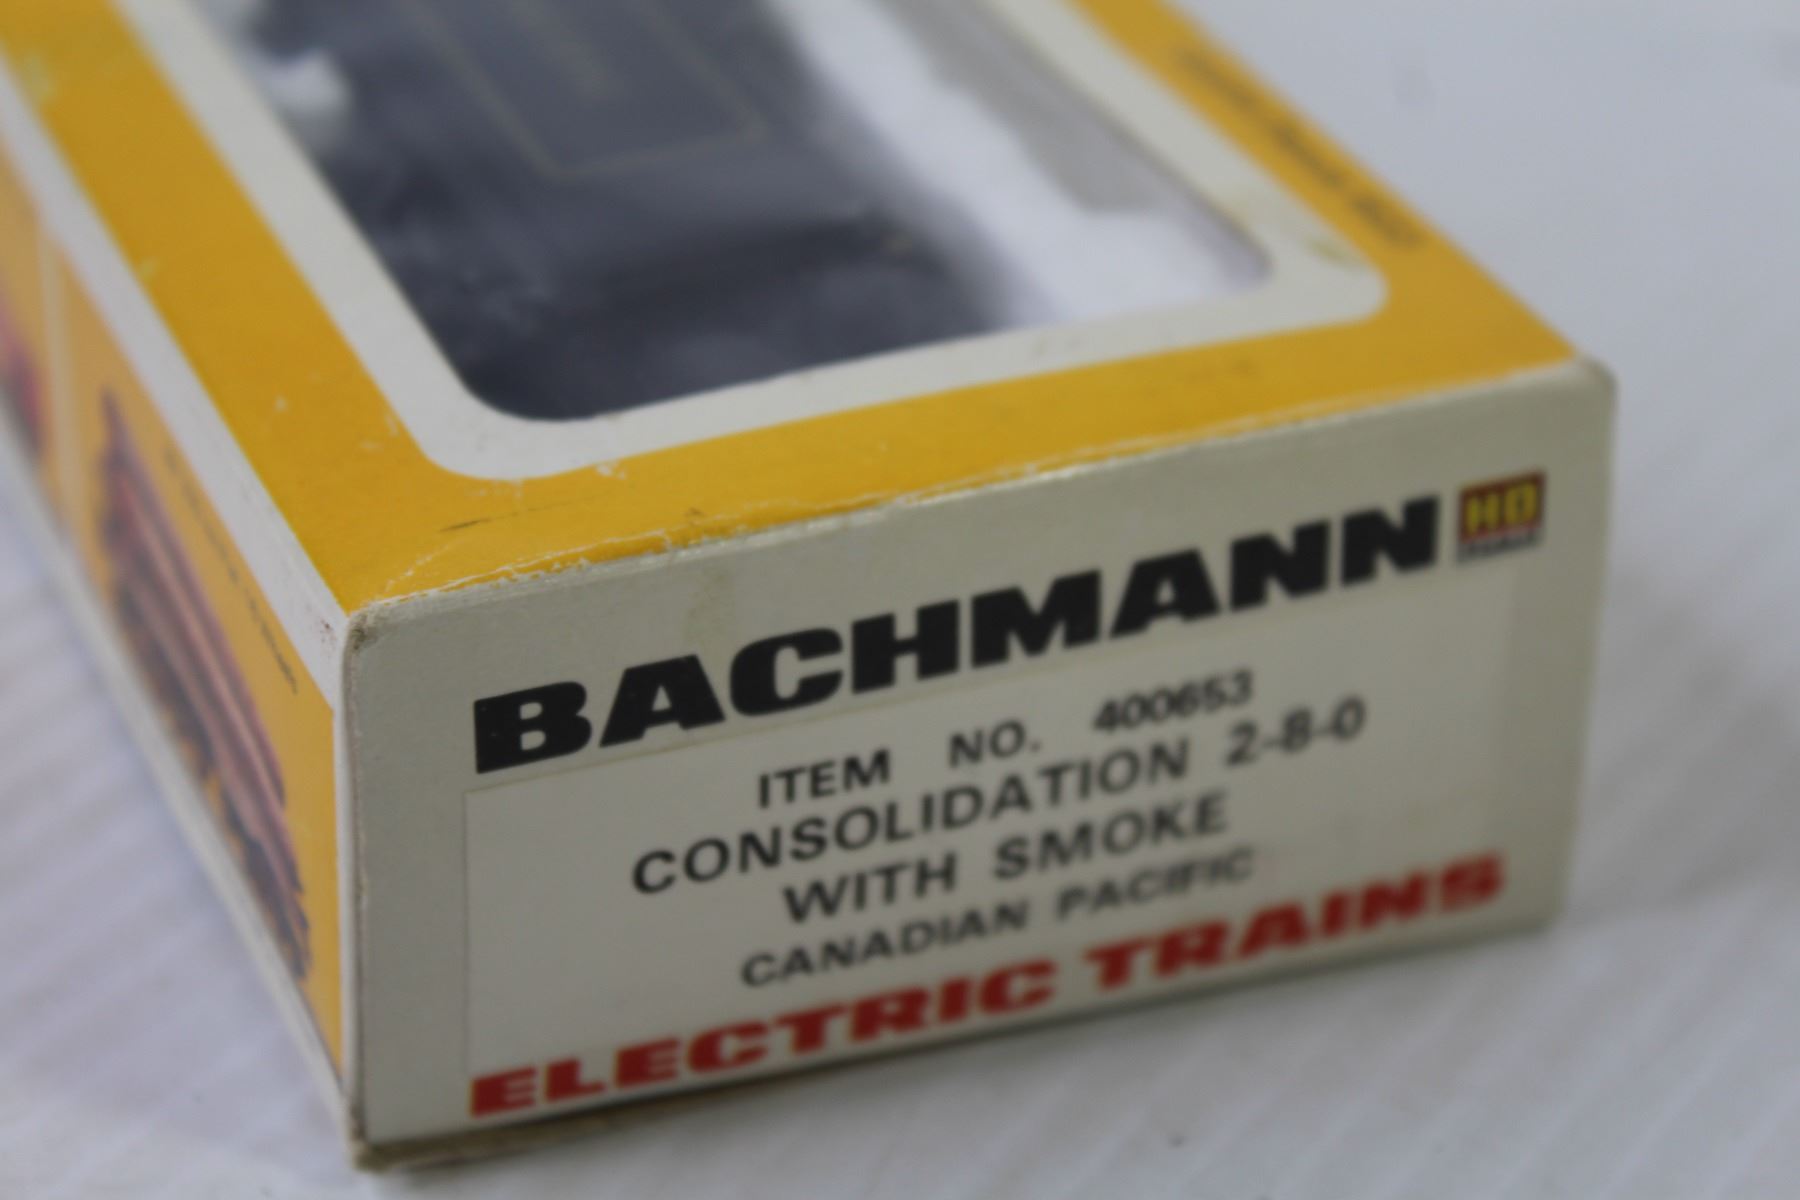 BACHMANN HO
ITEM NO. 400653
CONSOLIDATION 2-8-0
WITH SMOKE
CANADIAN PACIFIC
ELECTRIC TRAINS